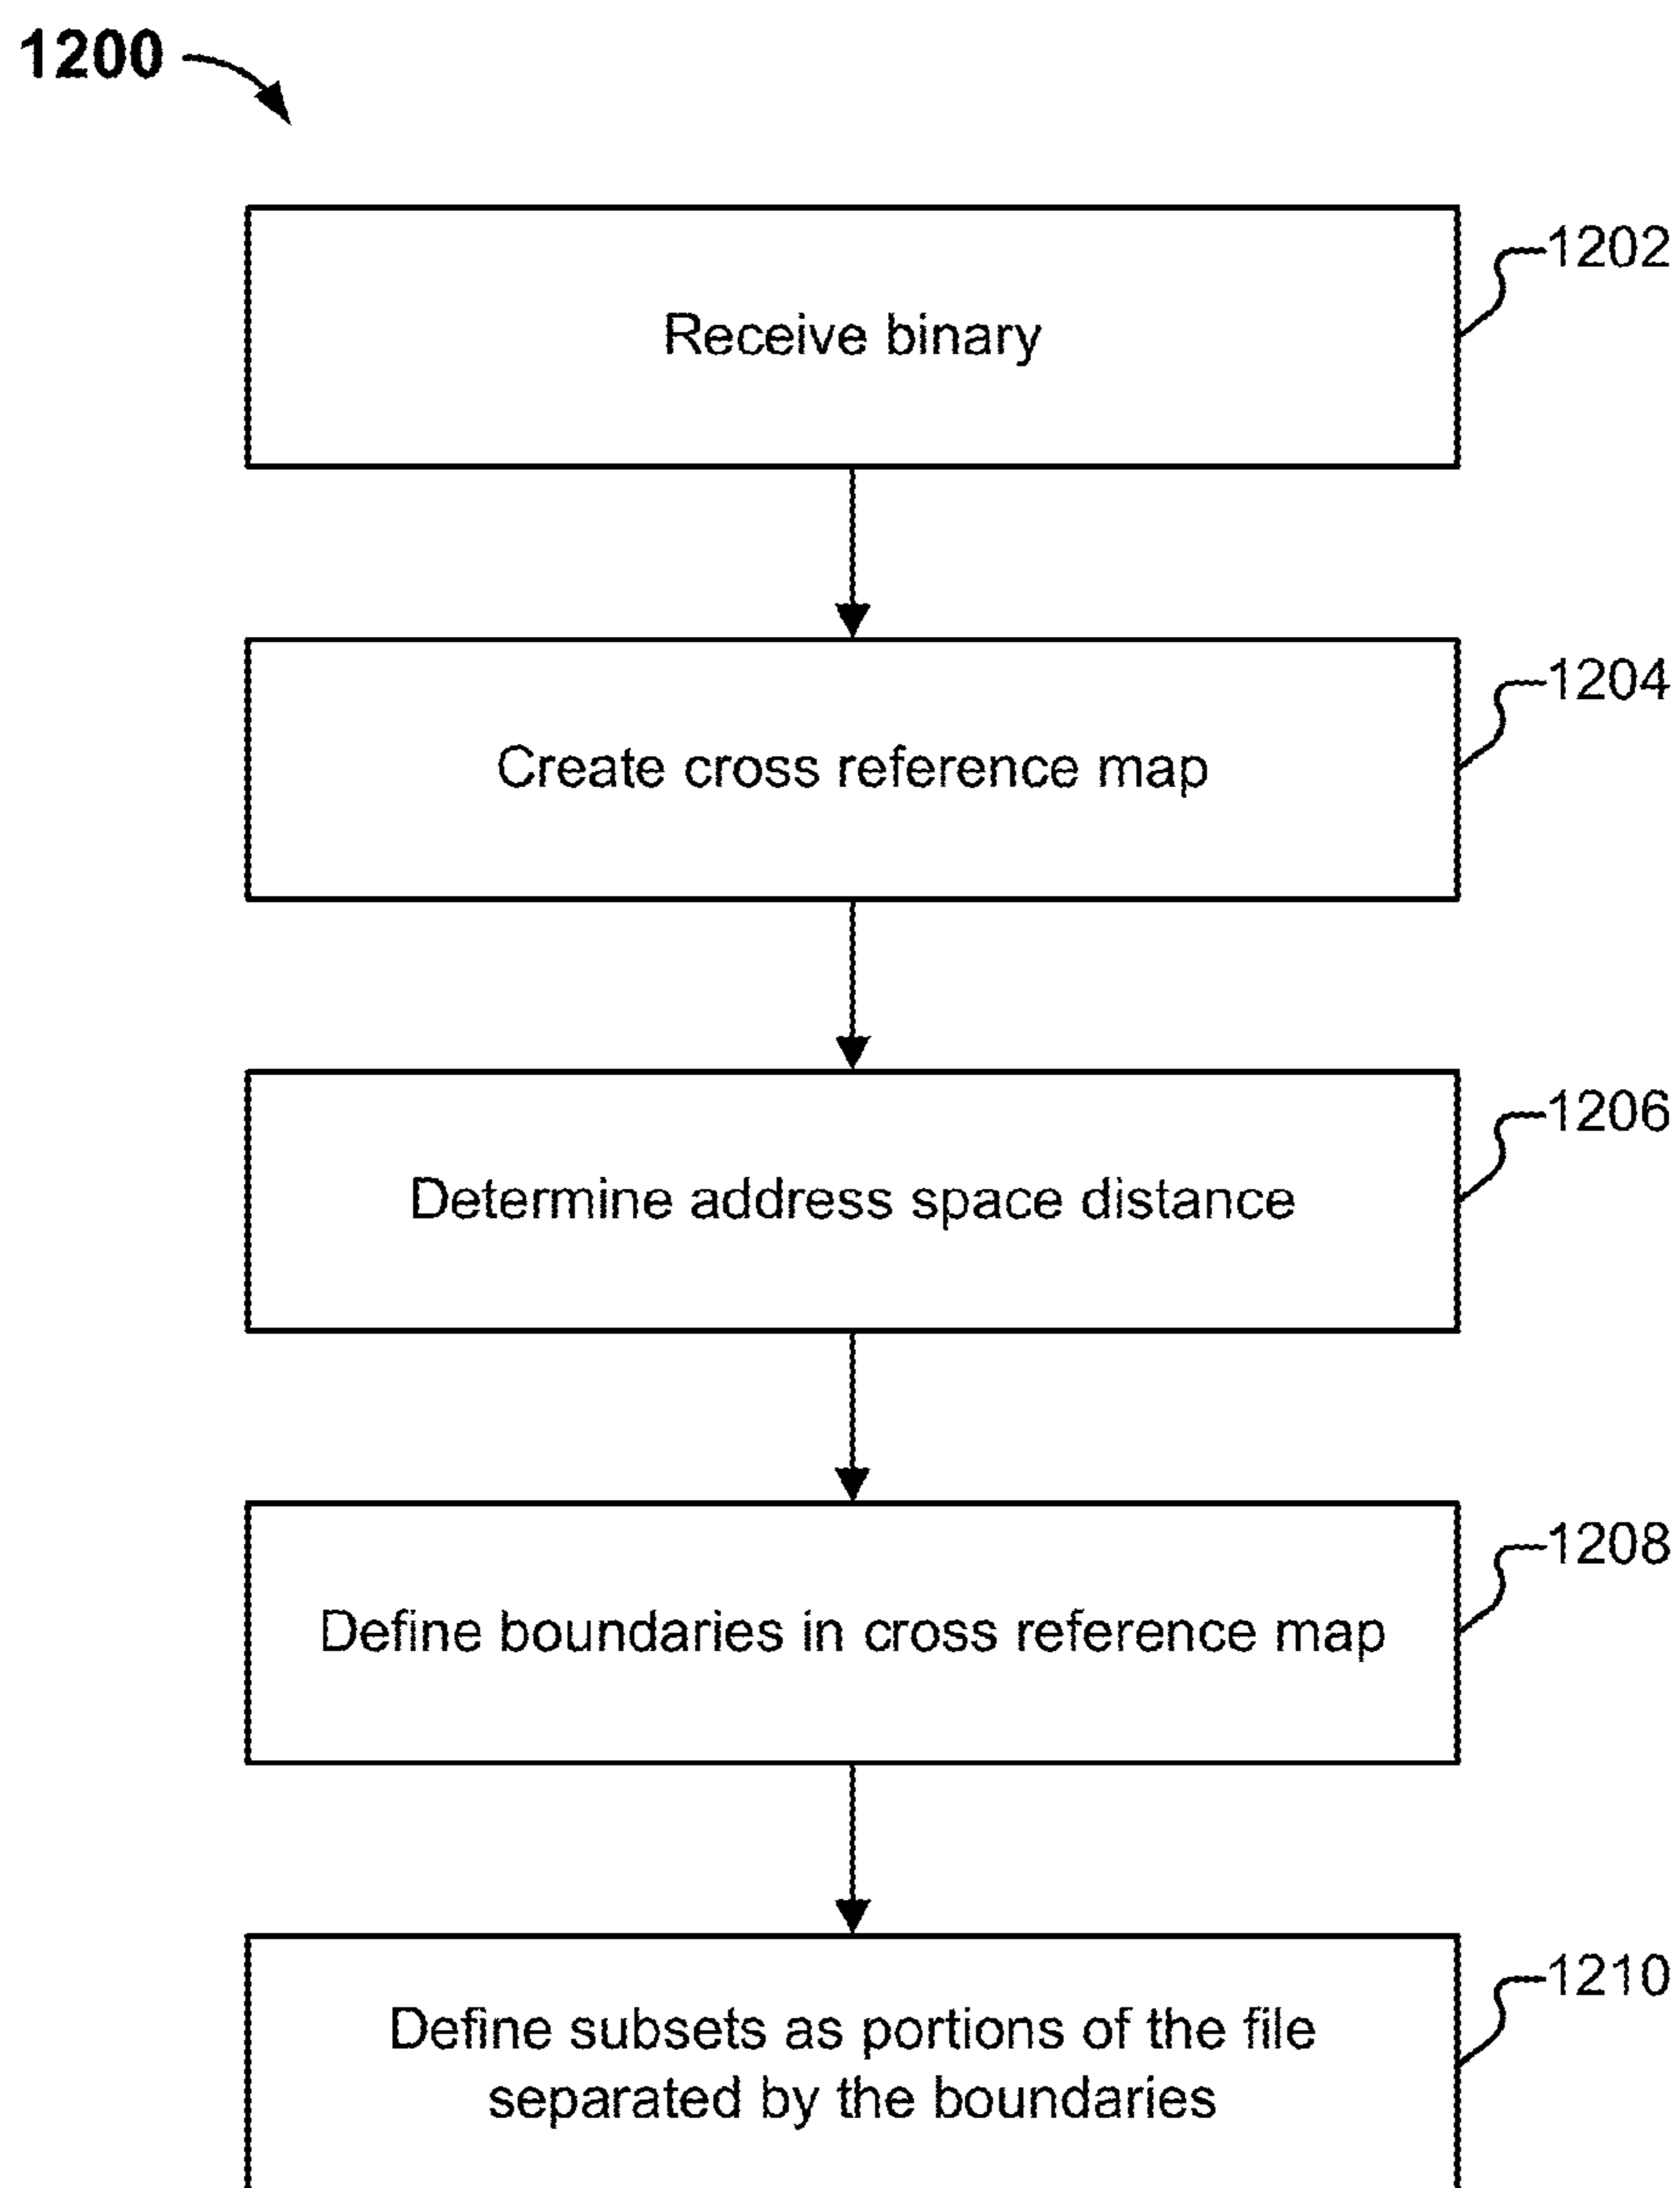 1200
1202
Receive binary
1204
Create cross reference map
1206
Determine address space distance
1208
Define boundaries in cross reference map
1210
Define subsets as portions of the file
separated by the boundaries